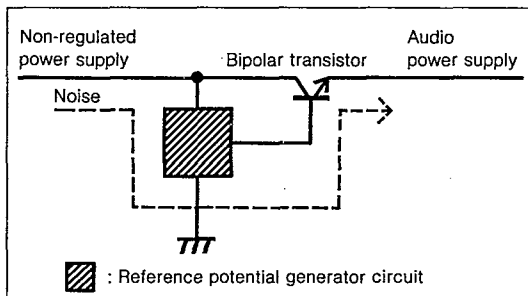 Non-regulated
power supply
Bipolar transistor
Audio
power supply
Noise
: Reference potential generator circuit